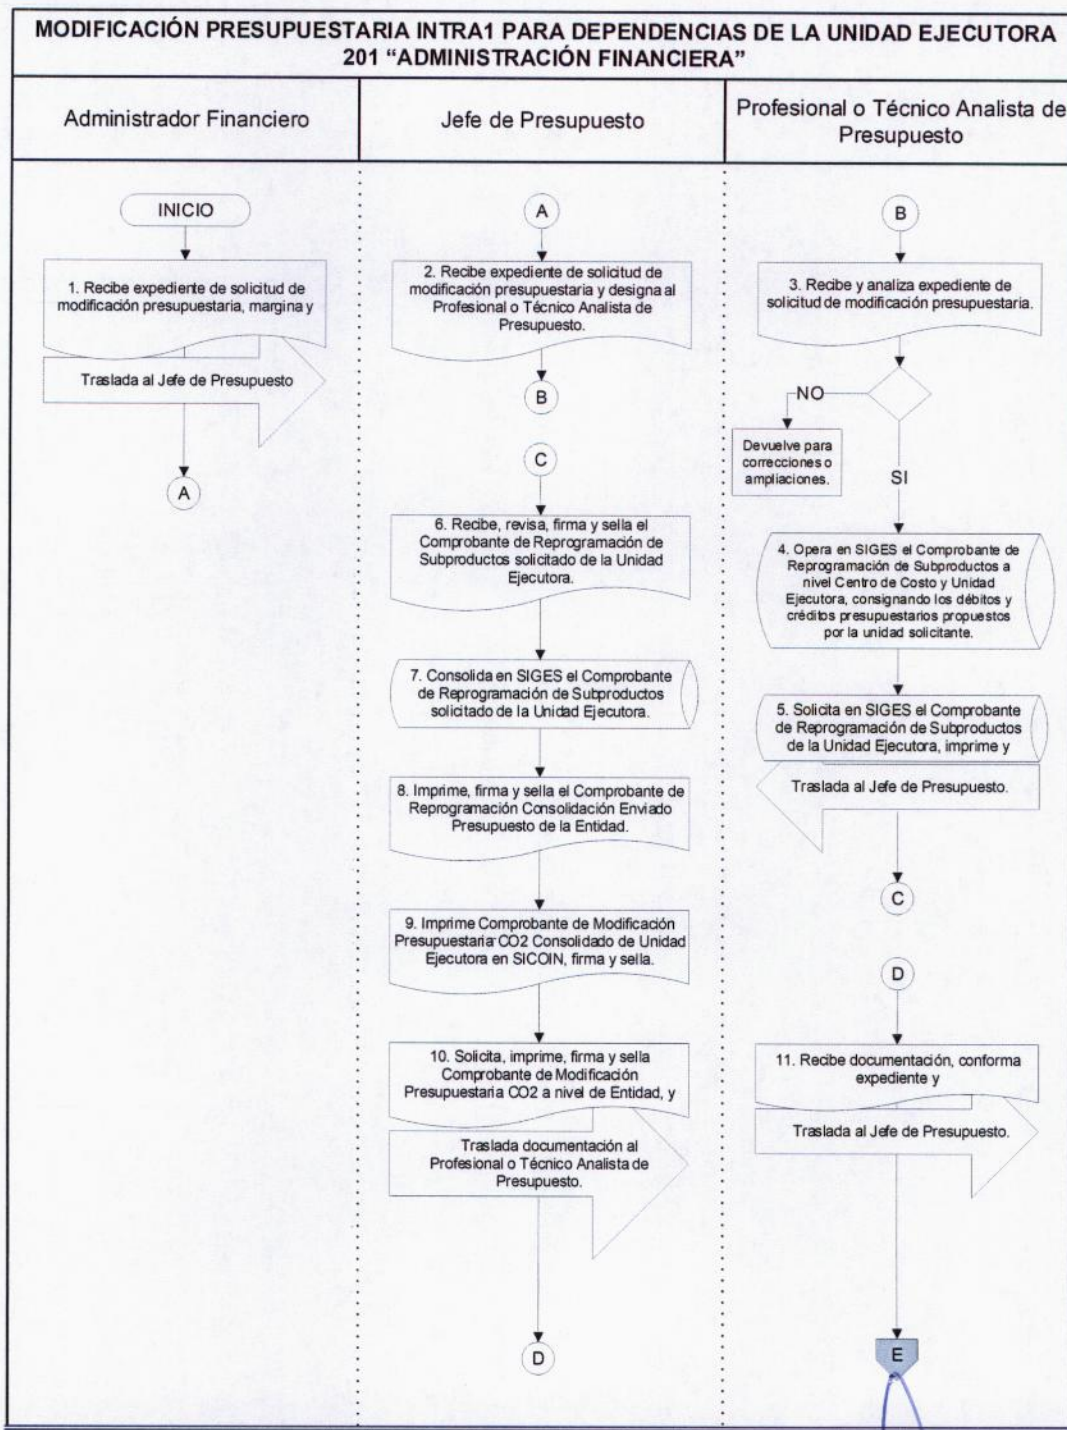 MODIFICACIÓN PRESUPUESTARIA INTRA1 PARA DEPENDENCIAS DE LA UNIDAD EJECUTORA
201 “ADMINISTRACIÓN FINANCIERA”
Administrador Financiero
Jefe de Presupuesto
Profesional o Técnico Analista de
Presupuesto
INICIO
1. Recibe expediente de solicitud de
modificación presupuestaria, margina y
Traslada al Jefe de Presupuesto
A
A
2. Recibe expediente de solicitud de
modificación presupuestaria y designa al
Profesional o Técnico Analista de
Presupuesto.
B
C
6. Recibe, revisa, firma y sella el
Comprobante de Reprogramación de
Subproductos solicitado de la Unidad
Ejecutora.
7. Consolida en SIGES el Comprobante
de Reprogramación de Subproductos
solicitado de la Unidad Ejecutora.
8. Imprime, firma y sella el Comprobante de
Reprogramación Consolidación Enviado
Presupuesto de la Entidad.
9. Imprime Comprobante de Modificación
Presupuestaria CO2 Consolidado de Unidad
Ejecutora en SICOIN, firma y sella.
10. Solicita, imprime, firma y sella
Comprobante de Modificación
Presupuestaria CO2 a nivel de Entidad, y
Traslada documentación al
Profesional o Técnico Analista de
Presupuesto.
D
B
3. Recibe y analiza expediente de
solicitud de modificación presupuestaria.
NO
Devuelve para
correcciones o
ampliaciones.
SI
4. Opera en SIGES el Comprobante de
Reprogramación de Subproductos a
nivel Centro de Costo y Unidad
Ejecutora, consignando los débitos y
créditos presupuestarios propuestos
por la unidad solicitante.
5. Solicita en SIGES el Comprobante
de Reprogramación de Subproductos
de la Unidad Ejecutora, imprime y
Traslada al Jefe de Presupuesto.
C
D
11. Recibe documentación, conforma
expediente y
Traslada al Jefe de Presupuesto.
E